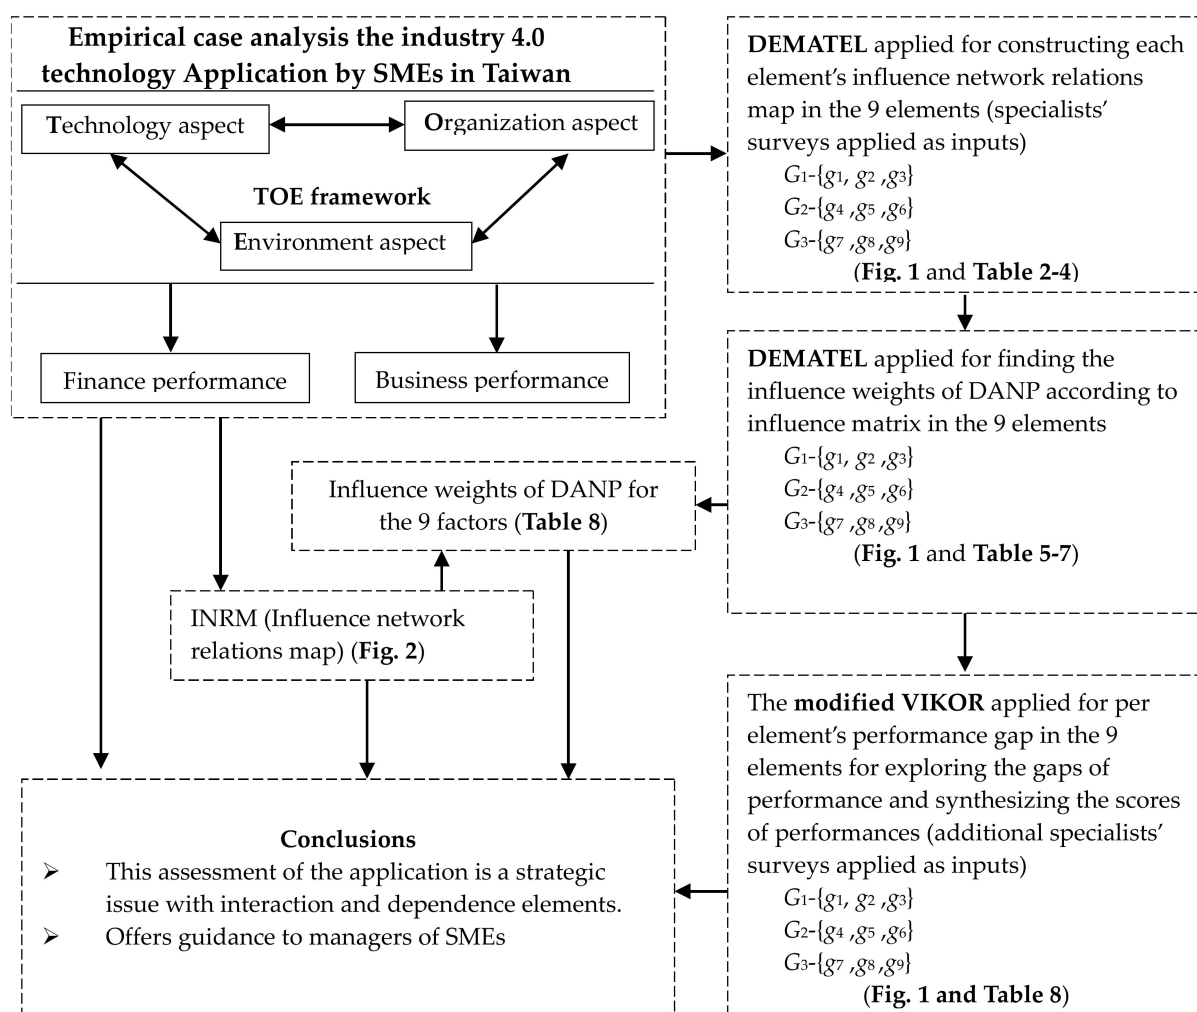 Empirical case analysis the industry 4.0
technology Application by SMEs in Taiwan
Technology aspect
Organization aspect
TOE framework
Environment aspect
Finance performance
Business performance
DEMATEL applied for constructing each
element's influence network relations
map in the 9 elements (specialists'
surveys applied as inputs)
G1-{g1, g2 ,g3}
G2-{g4 ,g5 ,g6}
G3-{g7 ,g8 ,g9}
(Fig. 1 and Table 2-4)
DEMATEL applied for finding the
influence weights of DANP according to
influence matrix in the 9 elements
G1-{g1, g2 ,g3}
G2-{g4 ,g5 ,g6}
G3-{g7 ,g8 ,g9}
(Fig. 1 and Table 5-7)
Influence weights of DANP for
the 9 factors (Table 8)
INRM (Influence network
relations map) (Fig. 2)
The modified VIKOR applied for per
element's performance gap in the 9
elements for exploring the gaps of
performance and synthesizing the scores
of performances (additional specialists'
surveys applied as inputs)
G1-{g1, g2 ,g3}
G2-{g4 ,g5 ,g6}
G3-{g7 ,g8 ,g9}
(Fig. 1 and Table 8)
Conclusions
➢ This assessment of the application is a strategic
issue with interaction and dependence elements.
➢ Offers guidance to managers of SMEs